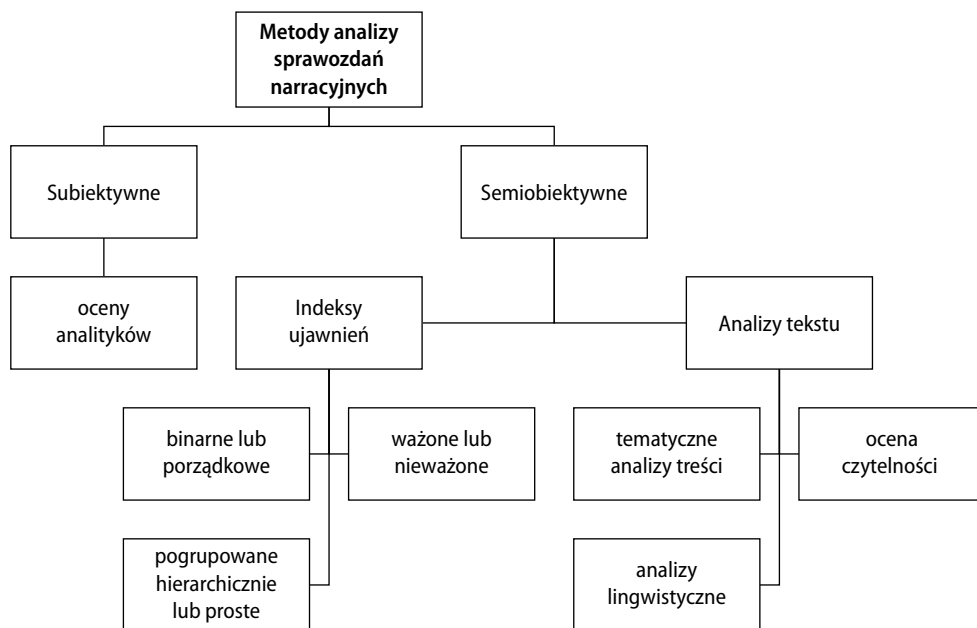 Metody analizy
sprawozdań
narracyjnych
Subiektywne
Semiobiektywne
oceny
analityków
Indeksy
ujawnień
Analizy tekstu
binarne lub
porządkowe
ważone lub
nieważone
tematyczne
analizy treści
ocena
czytelności
pogrupowane
hierarchicznie
lub proste
analizy
lingwistyczne